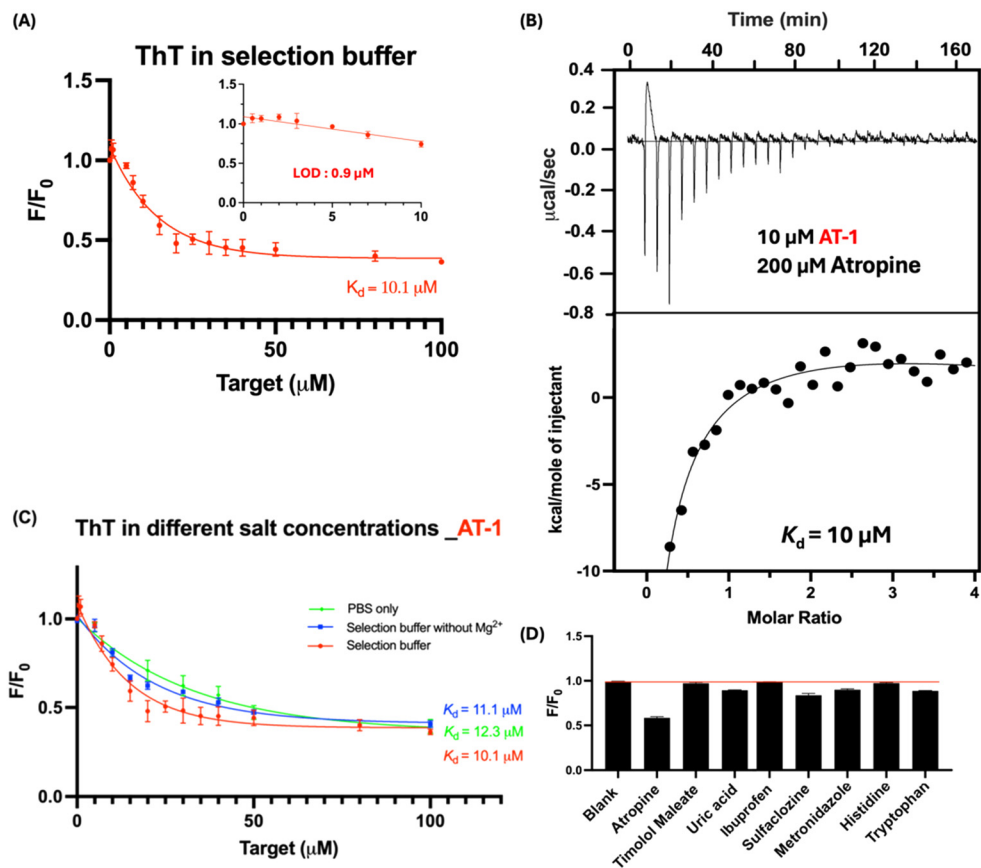 (A)
ThT in selection buffer
F/F0
1.5
1.0
0.5
0.0
0
50
100
Target (μM)
Kd = 10.1 μM
1.5
1.0
0.5
0.0
0
5
10
LOD : 0.9 μM
(B)
Time (min)
0 20 40 60 80 100 120 140 160
μcal/sec
0.4
0.2
0.0
-0.2
-0.4
-0.6
-0.8
10 μM AT-1
200 μM Atropine
kcal/mole of injectant
0
-5
-10
Kd = 10 μM
0 1 2 3 4
Molar Ratio
(C)
ThT in different salt concentrations _AT-1
F/F0
1.0
0.5
0.0
0
50
100
Target (μM)
PBS only
Selection buffer without Mg2+
Selection buffer
Kd = 11.1 μM
Kd = 12.3 μM
Kd = 10.1 μM
(D)
F/F0
1.0
0.5
0.0
Blank
Atropine
Timolol Maleate
Uric acid
Ibuprofen
Sulfaclozine
Metronidazole
Histidine
Tryptophan